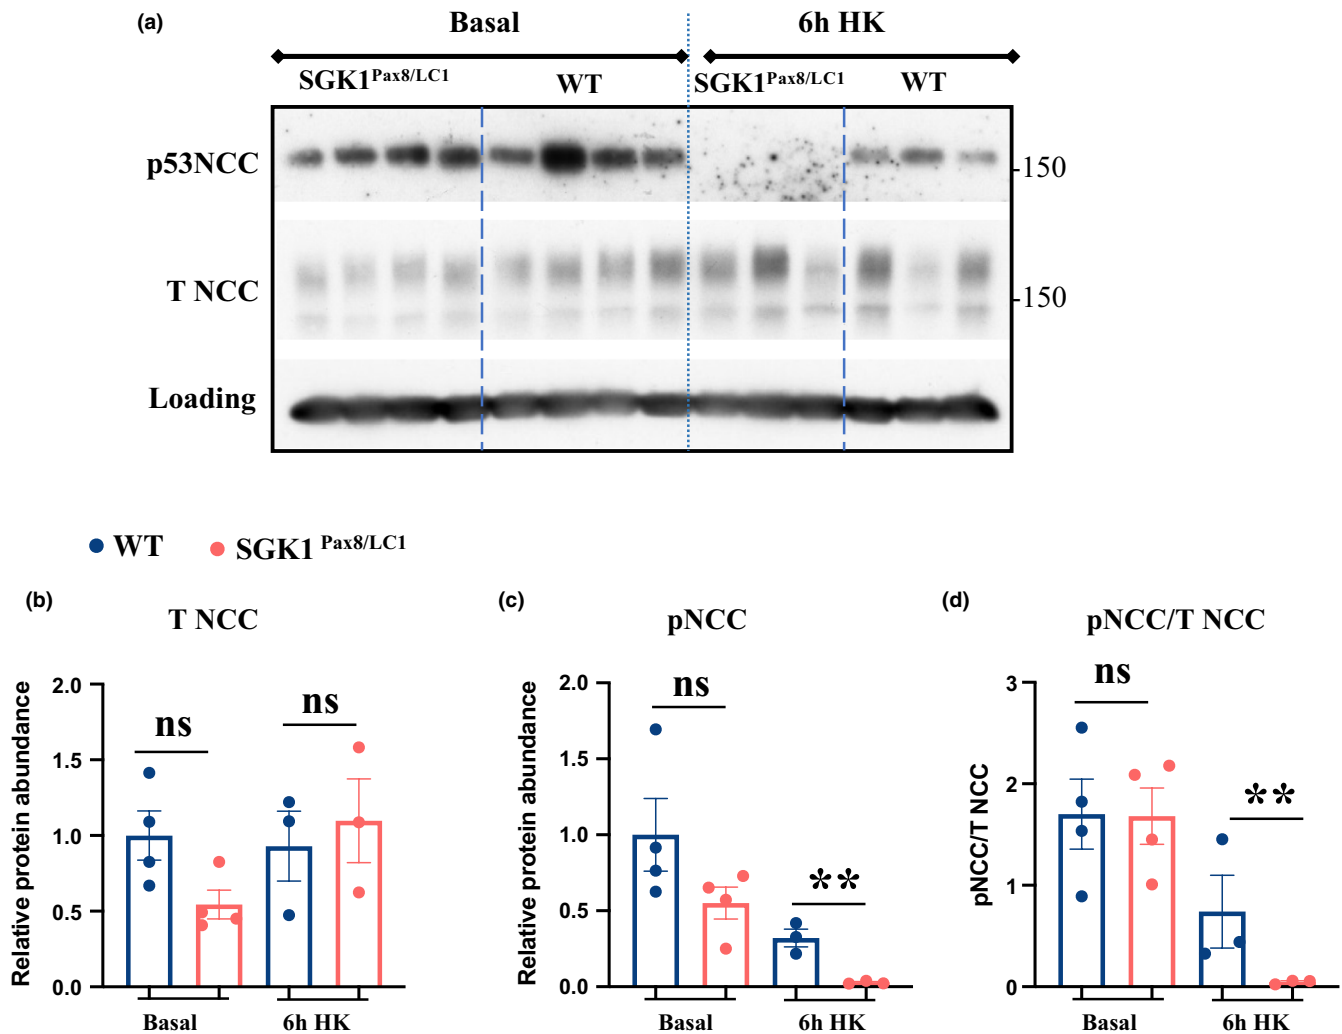 (a)
Basal
6h HK
SGK1Pax8/LC1
WT
SGK1Pax8/LC1
WT
p53NCC
-150
T NCC
-150
Loading
WT
SGK1 Pax8/LC1
(b)
T NCC
Relative protein abundance
2.0
1.5
1.0
0.5
0.0
ns
ns
Basal
6h HK
(c)
pNCC
Relative protein abundance
2.0
1.5
1.0
0.5
0.0
ns
**
Basal
6h HK
(d)
pNCC/T NCC
pNCC/T NCC
3
2
1
0
ns
**
Basal
6h HK